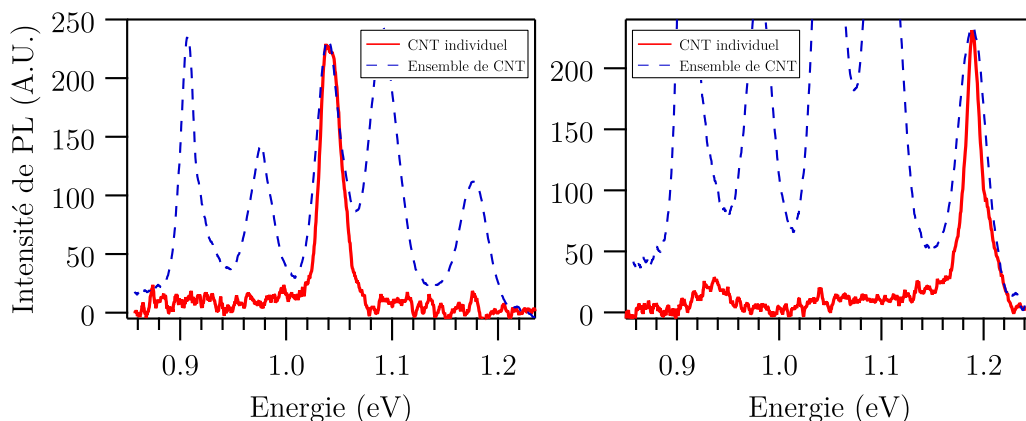 Intensité de PL (A.U.)
250
200
150
100
50
0
0.9 1.0 1.1 1.2
Energie (eV)
CNT individuel
Ensemble de CNT
200
150
100
50
0
0.9 1.0 1.1 1.2
Energie (eV)
CNT individuel
Ensemble de CNT